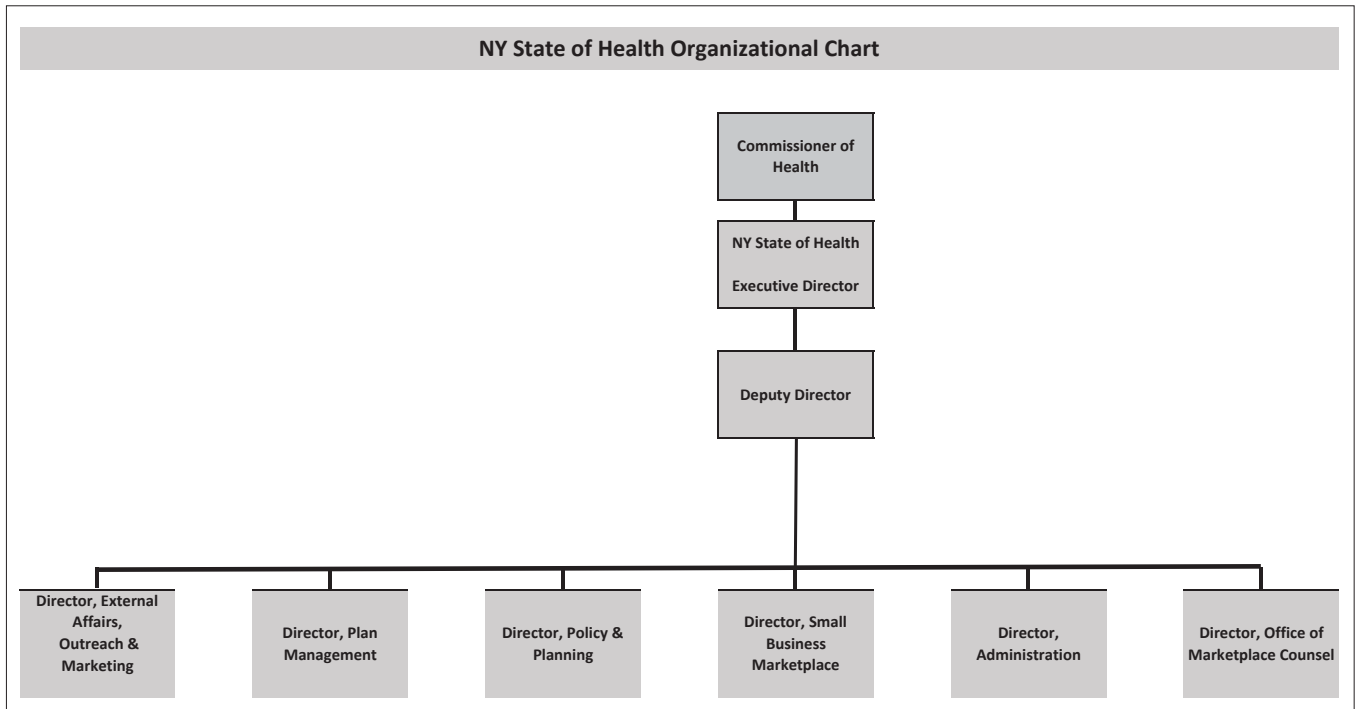 NY State of Health Organizational Chart
Commissioner of
Health
NY State of Health
Executive Director
Deputy Director
Director, External
Affairs,
Outreach &
Marketing
Director, Plan
Management
Director, Policy &
Planning
Director, Small
Business
Marketplace
Director,
Administration
Director, Office of
Marketplace Counsel